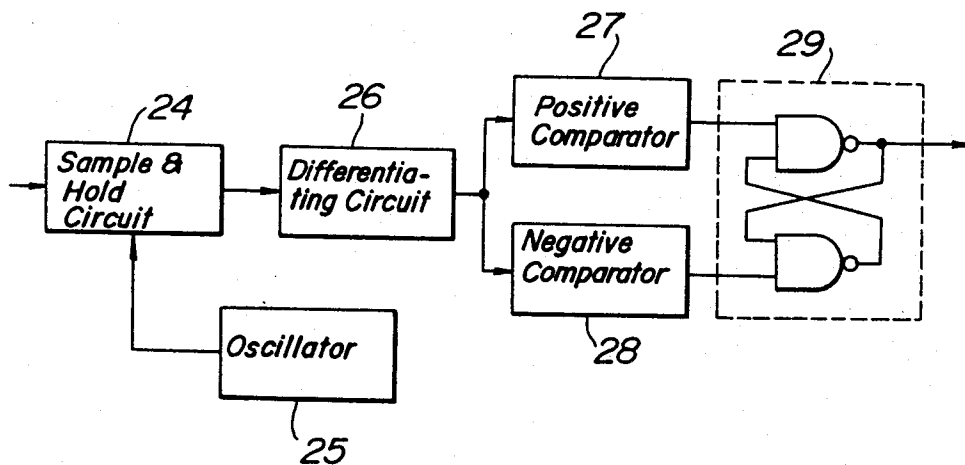 27
29
24
26
Positive
Comparator
Sample &
Hold
Circuit
Differentia-
ting Circuit
Negative
Comparator
Oscillator
28
25